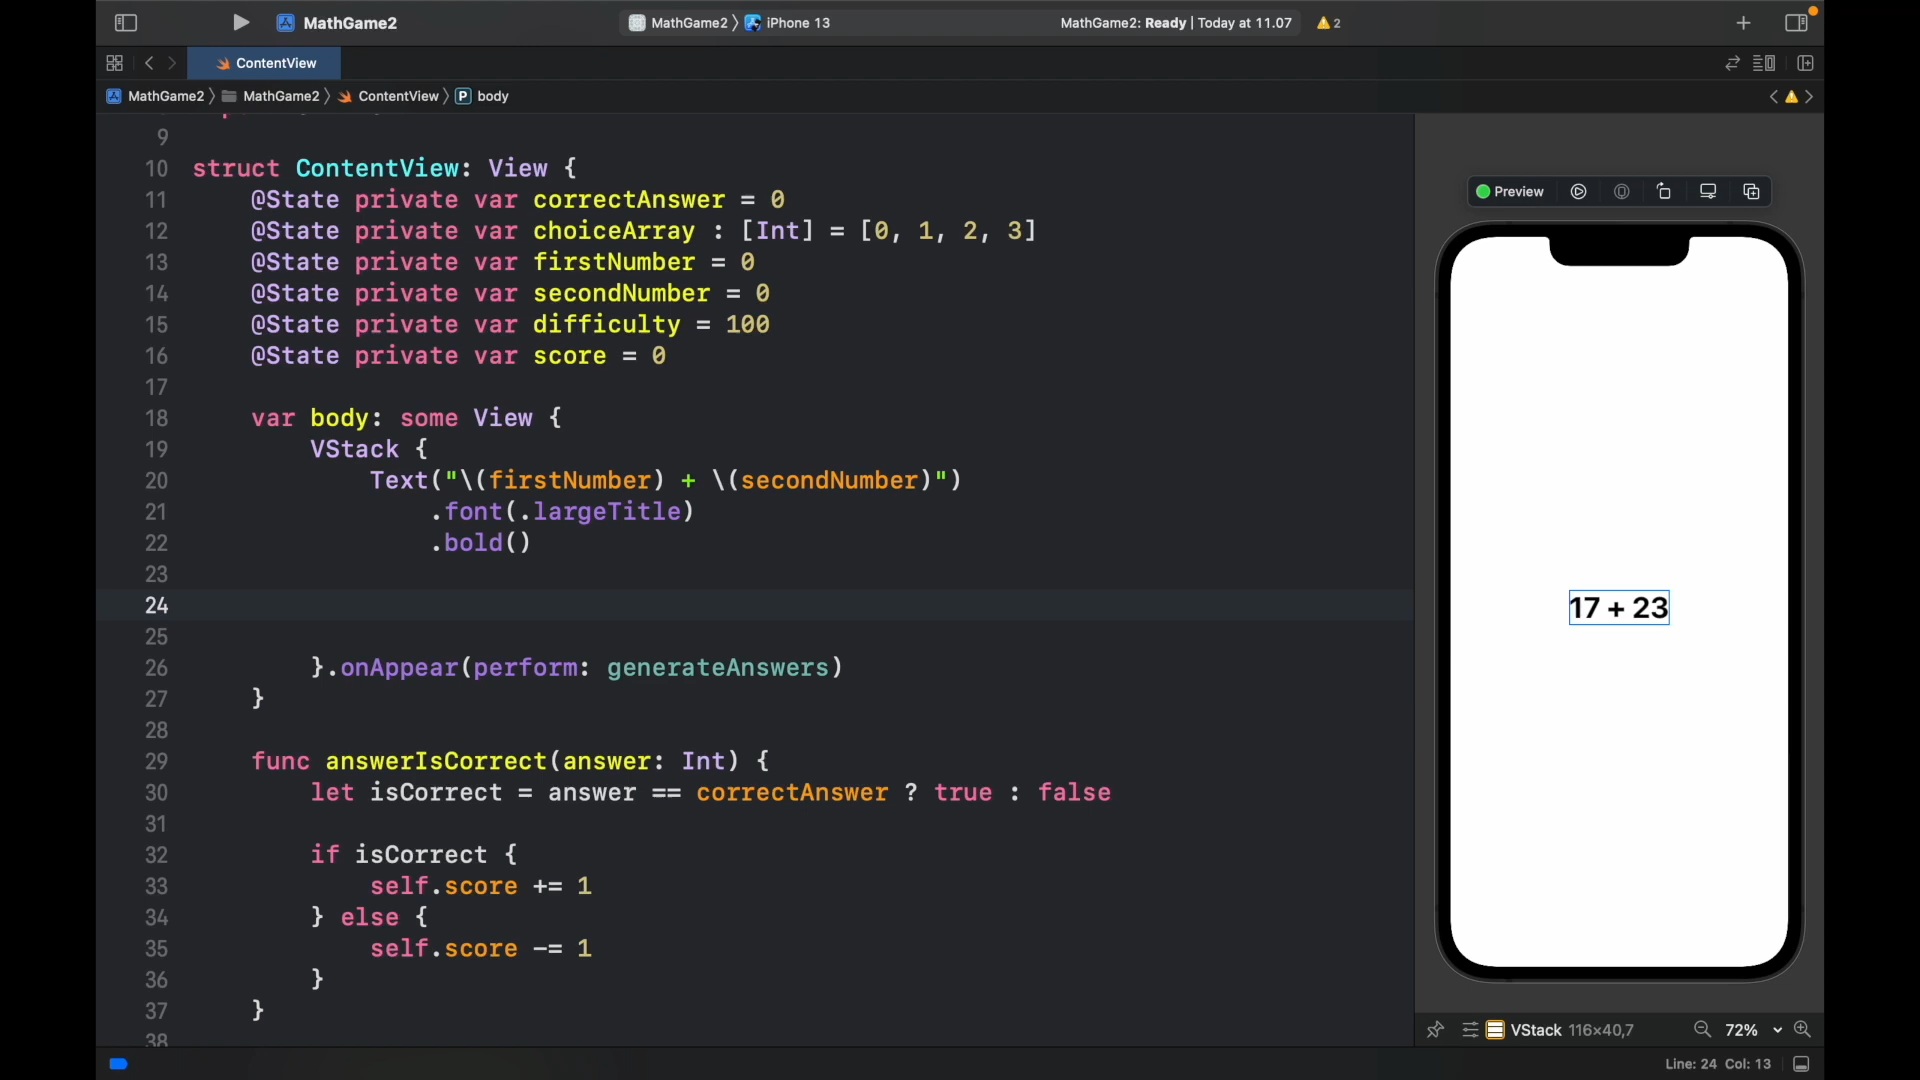 MathGame2
MathGame2 〉 iPhone 13
MathGame2: Ready | Today at 11.07
2
ContentView
MathGame2 〉 MathGame2 〉 ContentView 〉 P body
9
10 struct ContentView: View {
11 @State private var correctAnswer = 0
12 @State private var choiceArray : [Int] = [0, 1, 2, 3]
13 @State private var firstNumber = 0
14 @State private var secondNumber = 0
15 @State private var difficulty = 100
16 @State private var score = 0
17
18 var body: some View {
19 VStack {
20 Text("\(firstNumber) + \(secondNumber)")
21 .font(.largeTitle)
22 .bold()
23
24
25
26 }.onAppear(perform: generateAnswers)
27 }
28
29 func answerIsCorrect(answer: Int) {
30 let isCorrect = answer == correctAnswer ? true : false
31
32 if isCorrect {
33 self.score += 1
34 } else {
35 self.score -= 1
36 }
37 }
38
Preview
17 + 23
VStack 116×40,7
72%
Line: 24 Col: 13